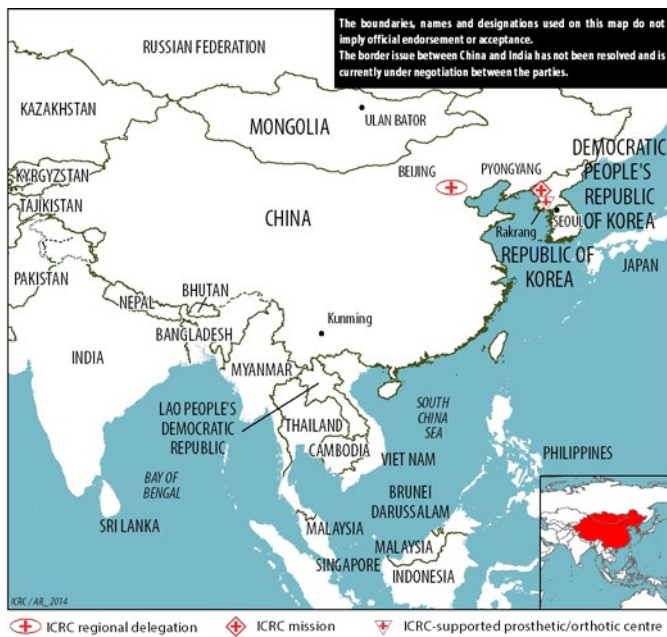 The boundaries, names and designations used on this map do not
imply official endorsement or acceptance.
The border issue between China and India has not been resolved and is
currently under negotiation between the parties.
RUSSIAN FEDERATION
KAZAKHSTAN
MONGOLIA
ULAN BATOR
DEMOCRATIC
PEOPLE'S
REPUBLIC
OF KOREA
KYRGYZSTAN
BEIJING
PYONGYANG
TAJIKISTAN
CHINA
SEOUL
Rakrang
REPUBLIC OF
KOREA
JAPAN
PAKISTAN
NEPAL
BHUTAN
Kunming
BANGLADESH
INDIA
MYANMAR
LAO PEOPLE'S
DEMOCRATIC
REPUBLIC
SOUTH
CHINA
SEA
THAILAND
CAMBODIA
VIET NAM
PHILIPPINES
BAY OF
BENGAL
BRUNEI
DARUSSALAM
SRI LANKA
MALAYSIA
MALAYSIA
SINGAPORE
INDONESIA
ICRC / AR_2014
ICRC regional delegation
ICRC mission
ICRC-supported prosthetic/orthotic centre